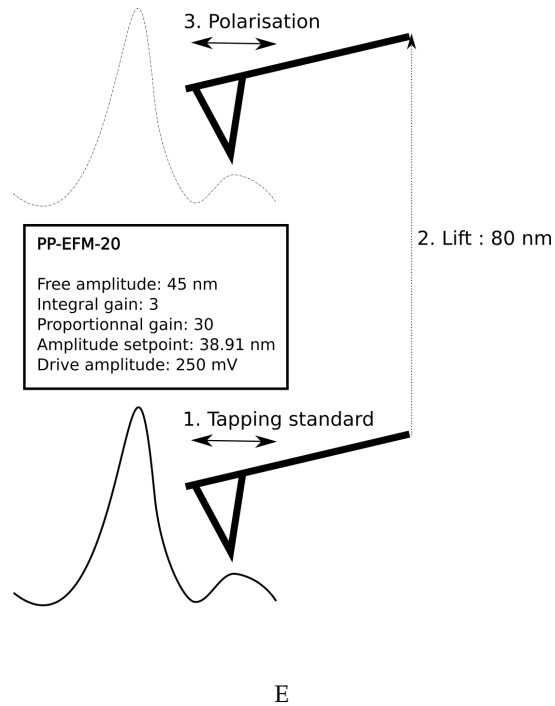 3. Polarisation
2. Lift : 80 nm
PP-EFM-20
Free amplitude: 45 nm
Integral gain: 3
Proportionnal gain: 30
Amplitude setpoint: 38.91 nm
Drive amplitude: 250 mV
1. Tapping standard
E